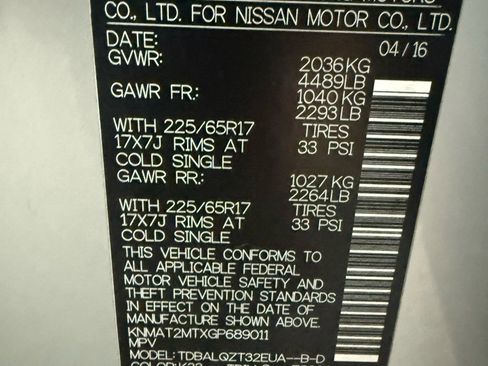 MOTORS
CO., LTD. FOR NISSAN MOTOR CO., LTD.
DATE: 04/16
GVWR: 2036KG
4489LB
GAWR FR.: 1040KG
2293LB
WITH 225/65R17 TIRES
17X7J RIMS AT 33 PSI
COLD SINGLE
GAWR RR.: 1027KG
2264LB
WITH 225/65R17 TIRES
17X7J RIMS AT 33 PSI
COLD SINGLE
THIS VEHICLE CONFORMS TO
ALL APPLICABLE FEDERAL
MOTOR VEHICLE SAFETY AND
THEFT PREVENTION STANDARDS
IN EFFECT ON THE DATE OF
MANUFACTURE SHOWN ABOVE.
KNMAT2MTXGP689011
MPV
MODEL: TDBALQZT32EUA--B-D